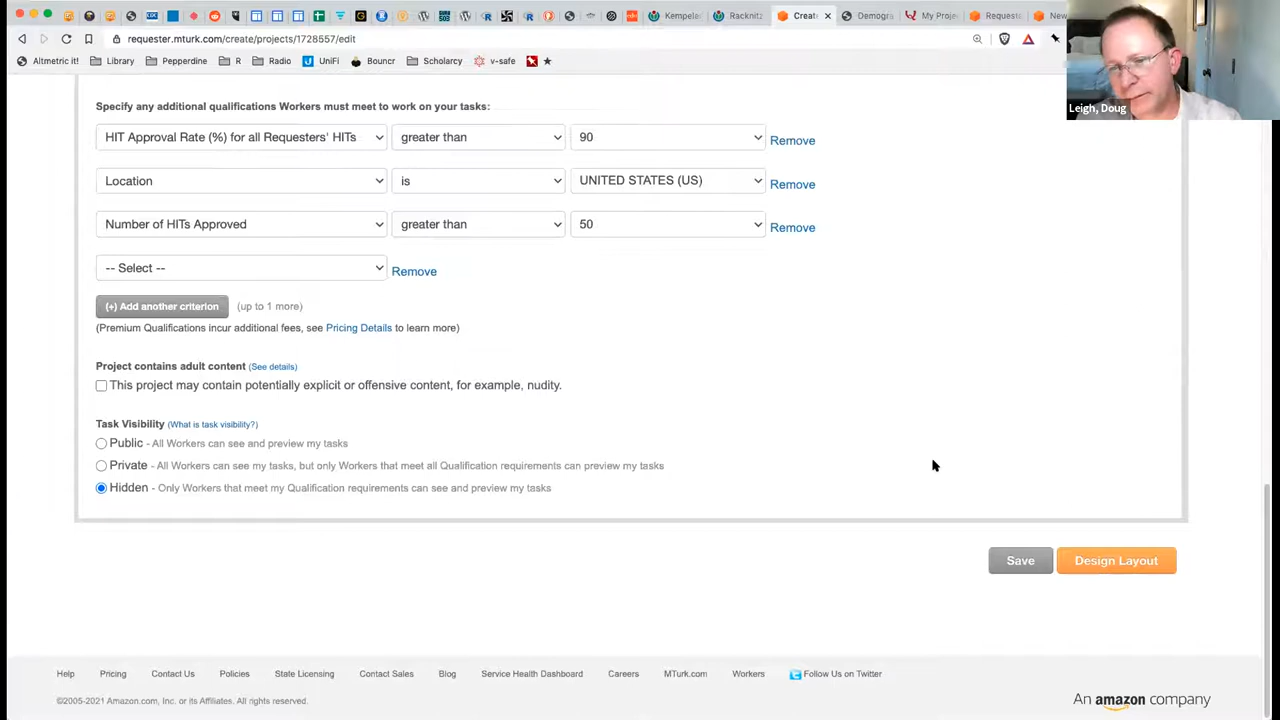 Kempele
Racknitz
Create
Demogra
My Proje
Requeste
New
requester.mturk.com/create/projects/1728557/edit
Altmetric it! Library Pepperdine R Radio UniFi Bouncr Scholarcy v-safe
Leigh, Doug
Specify any additional qualifications Workers must meet to work on your tasks:
HIT Approval Rate (%) for all Requesters' HITs greater than 90 Remove
Location is UNITED STATES (US) Remove
Number of HITs Approved greater than 50 Remove
-- Select -- Remove
(+) Add another criterion (up to 1 more)
(Premium Qualifications incur additional fees, see Pricing Details to learn more)
Project contains adult content (See details)
This project may contain potentially explicit or offensive content, for example, nudity.
Task Visibility (What is task visibility?)
Public - All Workers can see and preview my tasks
Private - All Workers can see my tasks, but only Workers that meet all Qualification requirements can preview my tasks
Hidden - Only Workers that meet my Qualification requirements can see and preview my tasks
Save Design Layout
Help Pricing Contact Us Policies State Licensing Contact Sales Blog Service Health Dashboard Careers MTurk.com Workers Follow Us on Twitter
©2005-2021 Amazon.com, Inc. or its Affiliates. All rights reserved.
An amazon company